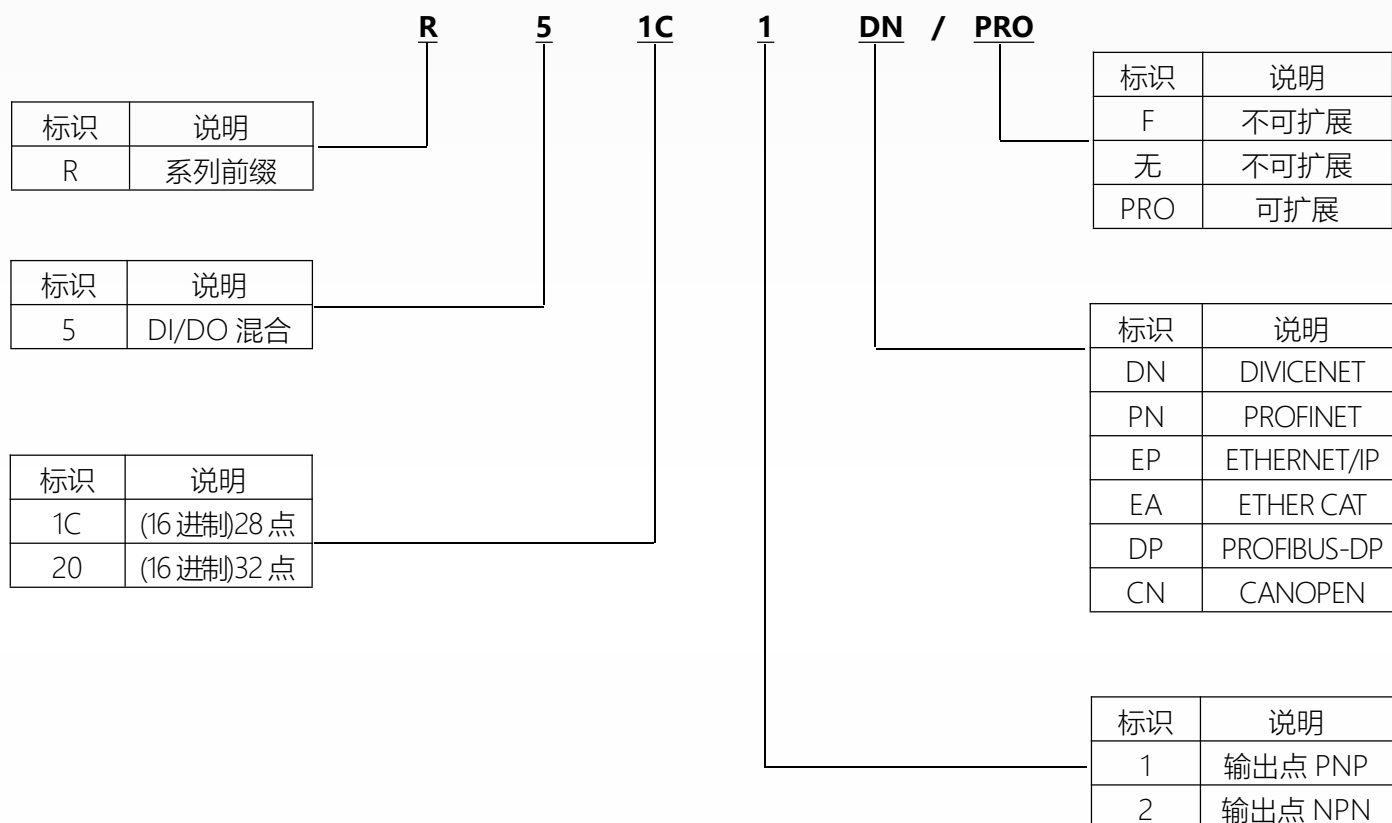 R 5 1C 1 DN / PRO
标识 说明
R 系列前缀
标识 说明
5 DI/DO 混合
标识 说明
1C (16 进制)28 点
20 (16 进制)32 点
标识 说明
F 不可扩展
无 不可扩展
PRO 可扩展
标识 说明
DN DIVICENET
PN PROFINET
EP ETHERNET/IP
EA ETHER CAT
DP PROFIBUS-DP
CN CANOPEN
标识 说明
1 输出点 PNP
2 输出点 NPN